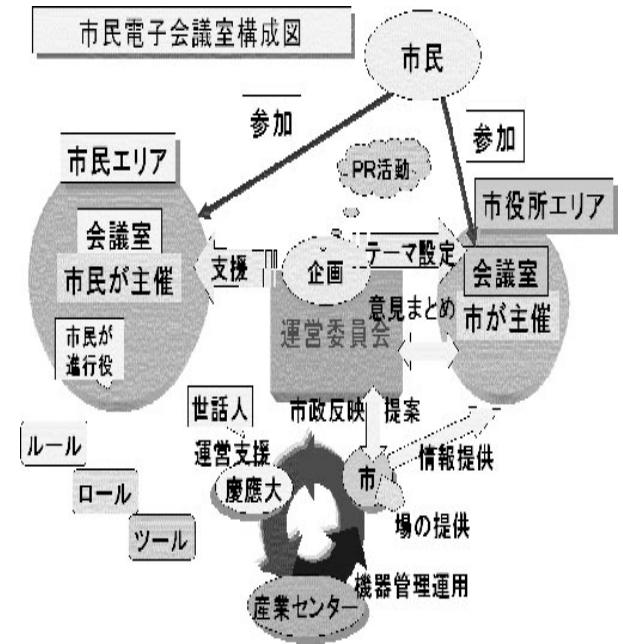 市民電子会議室構成図
市民
参加
参加
PR活動
市民エリア
市役所エリア
会議室
市民が主催
支援
企画
テーマ設定
会議室
市が主催
意見まとめ
運営委員会
市民が
進行役
世話人
市政反映
提案
運営支援
慶應大
市
情報提供
ルール
ロール
ツール
場の提供
機器管理運用
産業センター